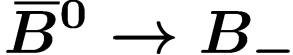 B̅⁰ → B₋